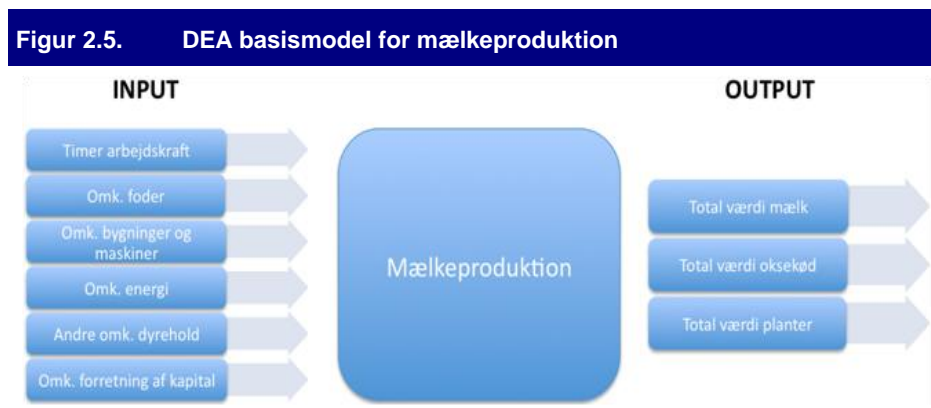 Figur 2.5. DEA basismodel for mælkeproduktion
INPUT
OUTPUT
Timer arbejdskraft
Omk. foder
Omk. bygninger og
maskiner
Omk. energi
Andre omk. dyrehold
Omk. forretning af kapital
Mælkeproduktion
Total værdi mælk
Total værdi oksekød
Total værdi planter